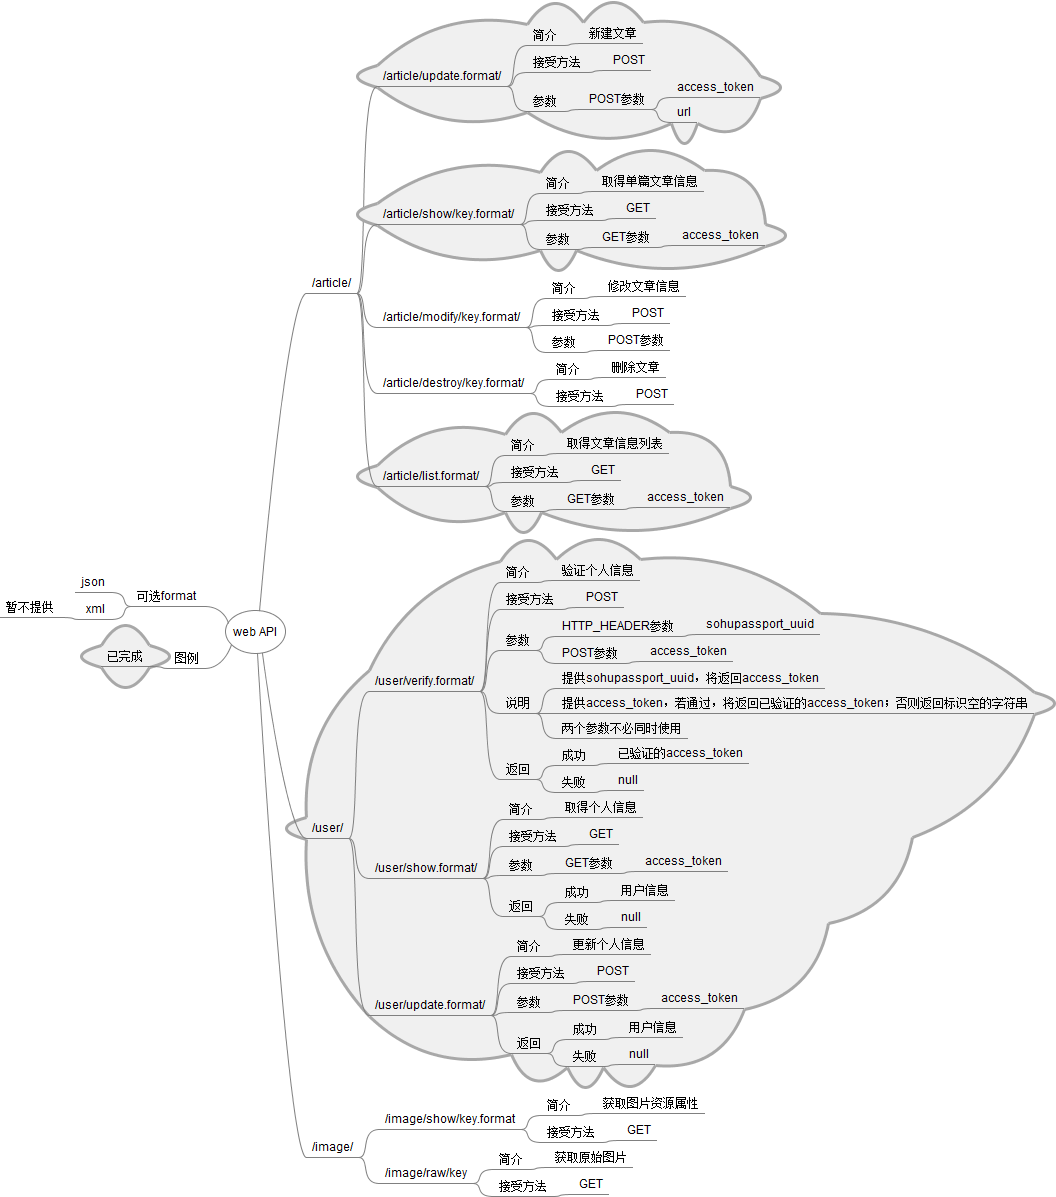 web API
/article/
/article/update.format/
简介 新建文章
接受方法 POST
参数 POST参数 access_token
url
/article/show/key.format/
简介 取得单篇文章信息
接受方法 GET
参数 GET参数 access_token
/article/modify/key.format/
简介 修改文章信息
接受方法 POST
参数 POST参数
/article/destroy/key.format/
简介 删除文章
接受方法 POST
/article/list.format/
简介 取得文章信息列表
接受方法 GET
参数 GET参数 access_token
可选format
json
xml 暂不提供
图例
已完成
/user/
/user/verify.format/
简介 验证个人信息
接受方法 POST
参数 HTTP_HEADER参数 sohupassport_uuid
POST参数 access_token
说明
提供sohupassport_uuid，将返回access_token
提供access_token，若通过，将返回已验证的access_token；否则返回标识空的字符串
两个参数不必同时使用
返回 成功 已验证的access_token
失败 null
/user/show.format/
简介 取得个人信息
接受方法 GET
参数 GET参数 access_token
返回 成功 用户信息
失败 null
/user/update.format/
简介 更新个人信息
接受方法 POST
参数 POST参数 access_token
返回 成功 用户信息
失败 null
/image/
/image/show/key.format
简介 获取图片资源属性
接受方法 GET
/image/raw/key
简介 获取原始图片
接受方法 GET